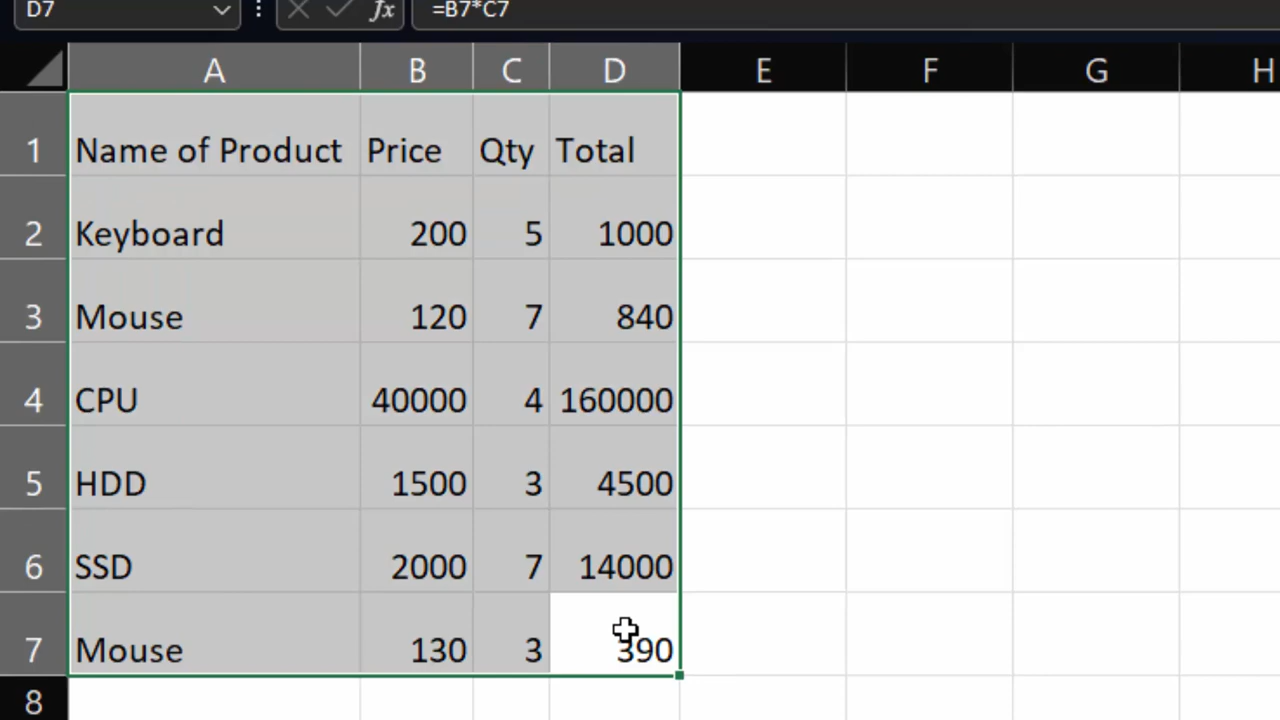 D7 fx =B7*C7
A B C D E F G H
1 Name of Product Price Qty Total
2 Keyboard 200 5 1000
3 Mouse 120 7 840
4 CPU 40000 4 160000
5 HDD 1500 3 4500
6 SSD 2000 7 14000
7 Mouse 130 3 390
8